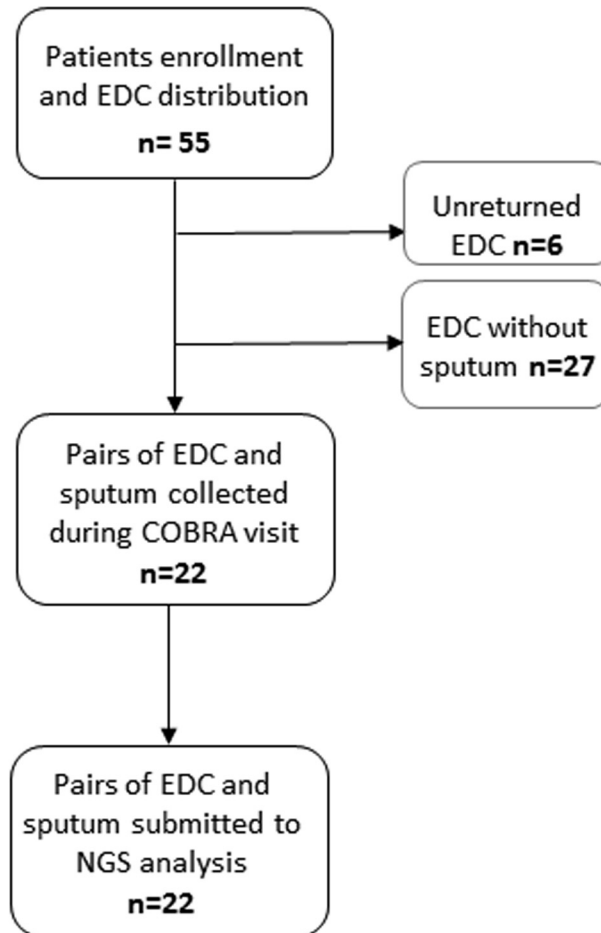 Patients enrollment
and EDC distribution
n= 55
Unreturned
EDC n=6
EDC without
sputum n=27
Pairs of EDC and
sputum collected
during COBRA visit
n=22
Pairs of EDC and
sputum submitted to
NGS analysis
n=22